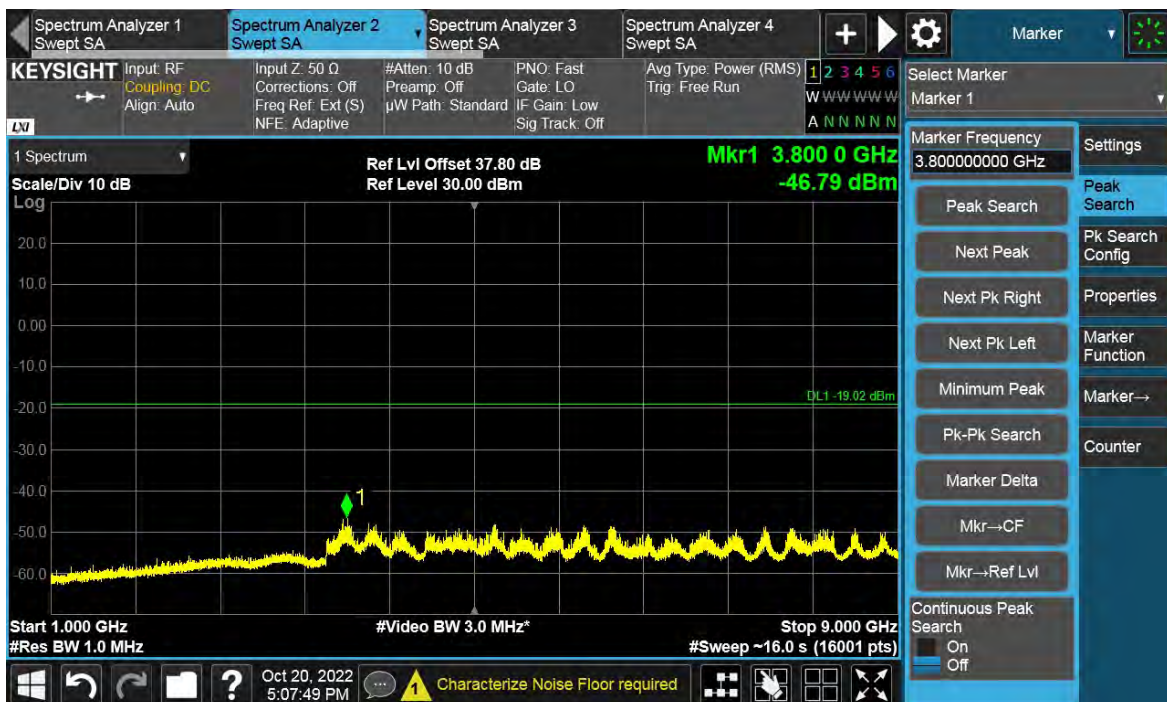 Spectrum Analyzer 1
Swept SA
Spectrum Analyzer 2
Swept SA
Spectrum Analyzer 3
Swept SA
Spectrum Analyzer 4
Swept SA
+
Marker
KEYSIGHT
LXI
Input: RF
Coupling: DC
Align: Auto
Input Z: 50 Ω
Corrections: Off
Freq Ref: Ext (S)
NFE: Adaptive
#Atten: 10 dB
Preamp: Off
µW Path: Standard
PNO: Fast
Gate: LO
IF Gain: Low
Sig Track: Off
Avg Type: Power (RMS)
Trig: Free Run
1 2 3 4 5 6
W W W W W W
A N N N N N
Select Marker
Marker 1
1 Spectrum
Scale/Div 10 dB
Log
Ref Lvl Offset 37.80 dB
Ref Level 30.00 dBm
Mkr1 3.800 0 GHz
-46.79 dBm
20.0
10.0
0.00
-10.0
-20.0
-30.0
-40.0
-50.0
-60.0
DL1 -19.02 dBm
1
Start 1.000 GHz
#Res BW 1.0 MHz
#Video BW 3.0 MHz*
Stop 9.000 GHz
#Sweep ~16.0 s (16001 pts)
Marker Frequency
3.800000000 GHz
Peak Search
Next Peak
Next Pk Right
Next Pk Left
Minimum Peak
Pk-Pk Search
Marker Delta
Mkr→CF
Mkr→Ref Lvl
Continuous Peak
Search
On
Off
Settings
Peak
Search
Pk Search
Config
Properties
Marker
Function
Marker→
Counter
?
Oct 20, 2022
5:07:49 PM
1
Characterize Noise Floor required